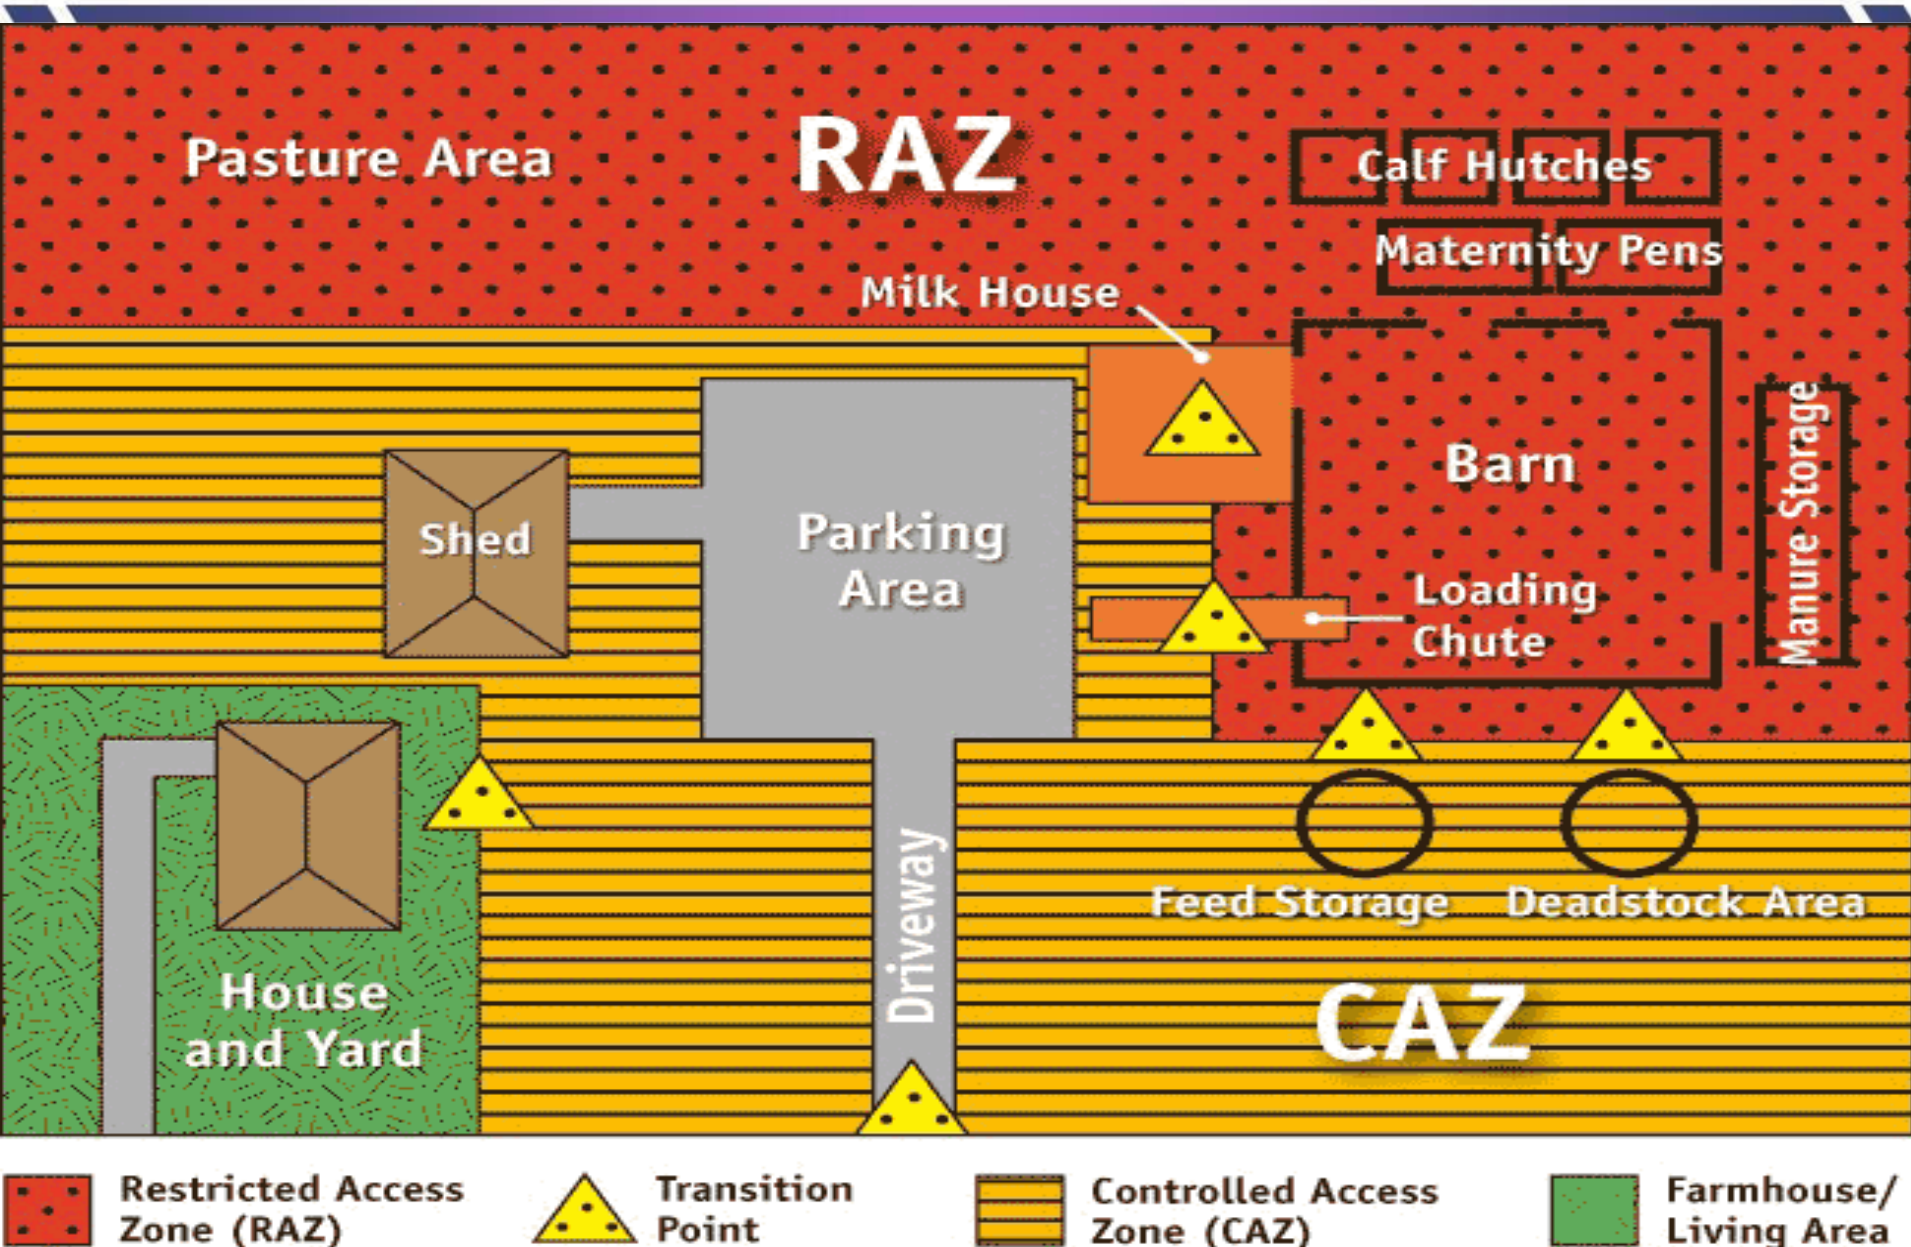 Pasture Area
RAZ
Calf Hutches
Maternity Pens
Milk House
Manure Storage
Barn
Shed
Parking
Area
Loading
Chute
Driveway
Feed Storage
Deadstock Area
House
and Yard
CAZ
Restricted Access
Zone (RAZ)
Transition
Point
Controlled Access
Zone (CAZ)
Farmhouse/
Living Area